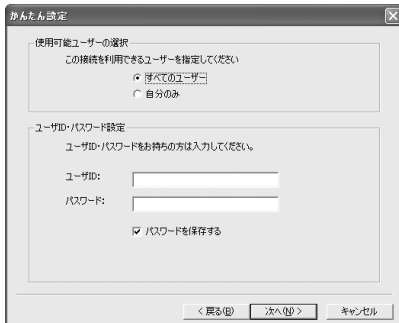 かんたん設定
使用可能ユーザーの選択
この接続を利用できるユーザーを指定してください
すべてのユーザー
自分のみ
ユーザID・パスワード設定
ユーザID・パスワードをお持ちの方は入力してください。
ユーザID:
パスワード:
パスワードを保存する
< 戻る(B) 次へ(N) > キャンセル